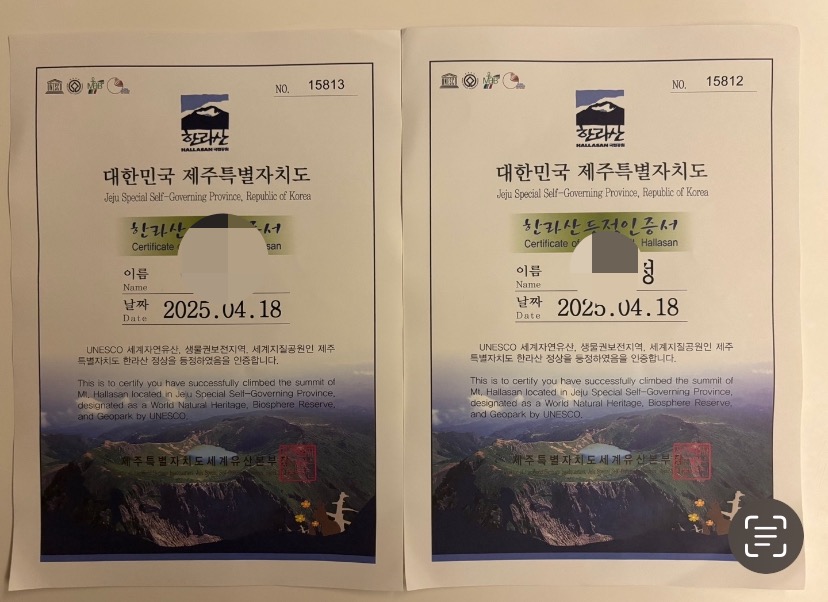 NO. 15813
한라산
HALLASAN 국립공원
대한민국 제주특별자치도
Jeju Special Self-Governing Province, Republic of Korea
한라산 증서
Certificate Hallasan
이름
Name
날짜 2025.04.18
Date
UNESCO 세계자연유산, 생물권보전지역, 세계지질공원인 제주
특별자치도 한라산 정상을 등정하였음을 인증합니다.
This is to certify you have successfully climbed the summit of
Mt. Hallasan located in Jeju Special Self-Governing Province,
designated as a World Natural Heritage, Biosphere Reserve,
and Geopark by UNESCO.
제주특별자치도세계유산본부장
NO. 15812
한라산
HALLASAN 국립공원
대한민국 제주특별자치도
Jeju Special Self-Governing Province, Republic of Korea
한라산등정인증서
Certificate of Hallasan
이름
Name
날짜 2025.04.18
Date
UNESCO 세계자연유산, 생물권보전지역, 세계지질공원인 제주
특별자치도 한라산 정상을 등정하였음을 인증합니다.
This is to certify you have successfully climbed the summit of
Mt. Hallasan located in Jeju Special Self-Governing Province,
designated as a World Natural Heritage, Biosphere Reserve,
and Geopark by UNESCO.
제주특별자치도세계유산본부장